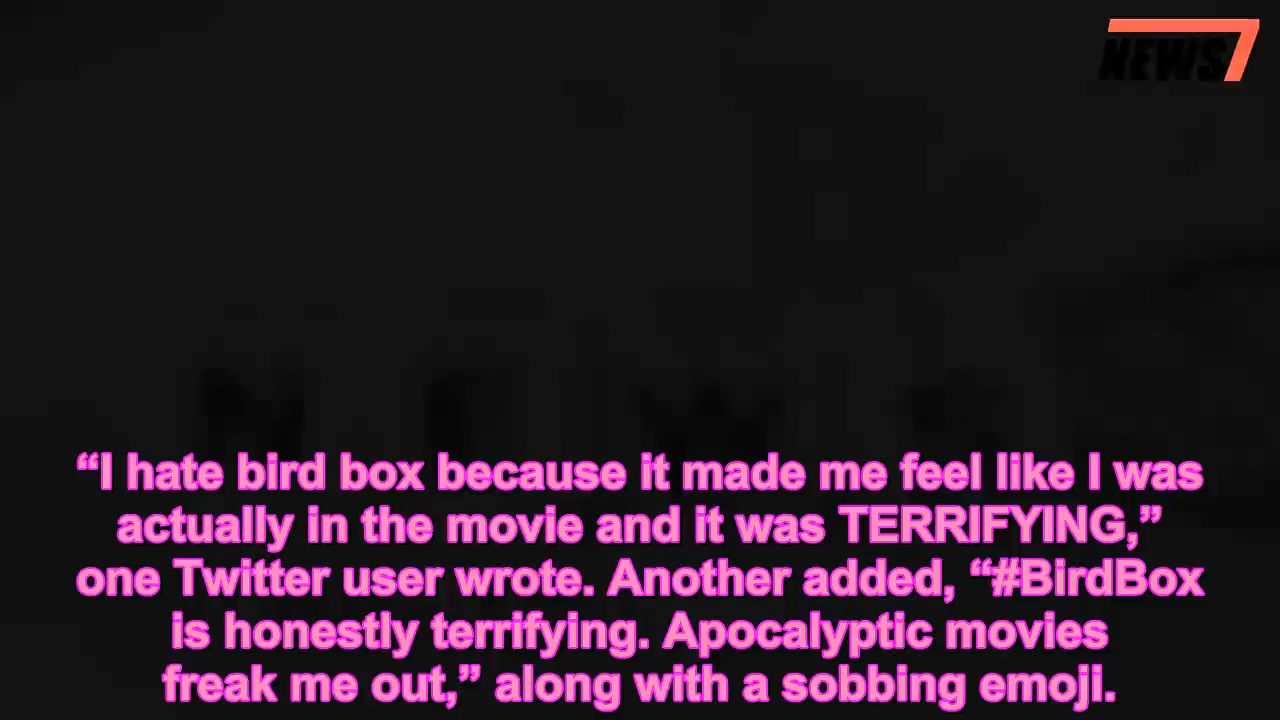 NEWS7
“I hate bird box because it made me feel like I was
actually in the movie and it was TERRIFYING,”
one Twitter user wrote. Another added, “#BirdBox
is honestly terrifying. Apocalyptic movies
freak me out,” along with a sobbing emoji.